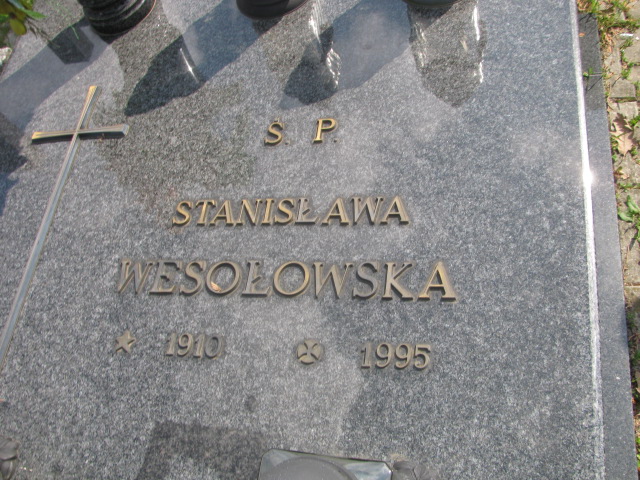 Ś. P.
STANISŁAWA
WESOŁOWSKA
1910 1995